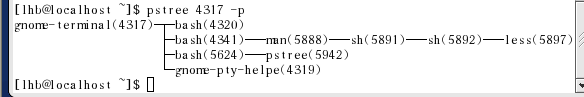 [lhb@localhost ~]$ pstree 4317 -p
gnome-terminal(4317)─┬─bash(4320)
                     ├─bash(4341)───man(5888)───sh(5891)───sh(5892)───less(5897)
                     ├─bash(5624)───pstree(5942)
                     └─gnome-pty-helpe(4319)
[lhb@localhost ~]$